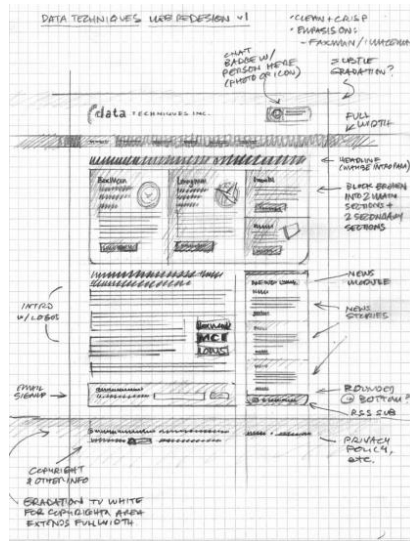 DATA TECHNIQUES WEB REDESIGN v1
• CLEAN + CRISP
• EMPHASIS ON:
- FAXMAN /
CHAT
BADGE W/
PERSON HERE
(PHOTO OR ICON)
SUBTLE
GRADATION?
data TECHNIQUES INC.
FULL
WIDTH
HEADLINE
BLOCK BROKEN
INTO 2 MAIN
SECTIONS +
2 SECONDARY
SECTIONS
NEWS
MODULE
INTRO
W/ LOGOS
NEWS
STORIES
MCI
EMAIL
SIGNUP
ROUNDED
@ BOTTOM?
RSS SUB
PRIVACY
POLICY,
ETC.
COPYRIGHT
& OTHER INFO
GRADATION TO WHITE
FOR COPYRIGHT AREA
EXTENDS FULL WIDTH